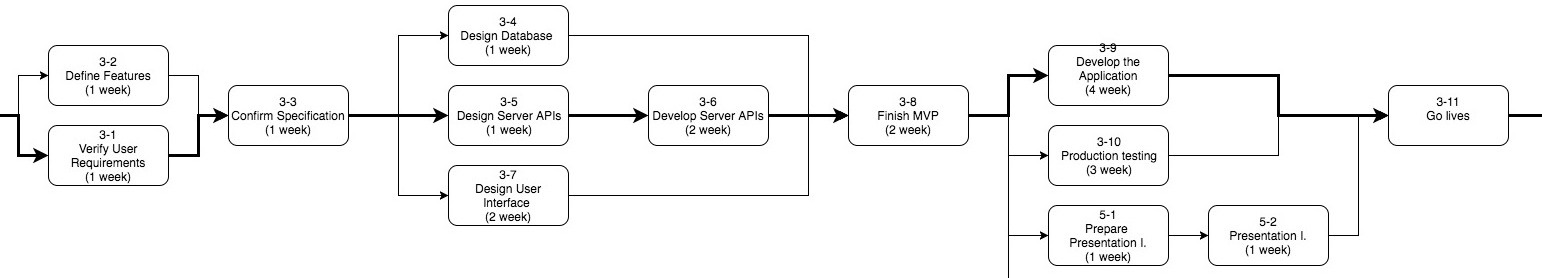 3-2
Define Features
(1 week)
3-1
Verify User
Requirements
(1 week)
3-3
Confirm Specification
(1 week)
3-4
Design Database
(1 week)
3-5
Design Server APIs
(1 week)
3-7
Design User
Interface
(2 week)
3-6
Develop Server APIs
(2 week)
3-8
Finish MVP
(2 week)
3-9
Develop the
Application
(4 week)
3-10
Production testing
(3 week)
5-1
Prepare
Presentation I.
(1 week)
5-2
Presentation I.
(1 week)
3-11
Go lives